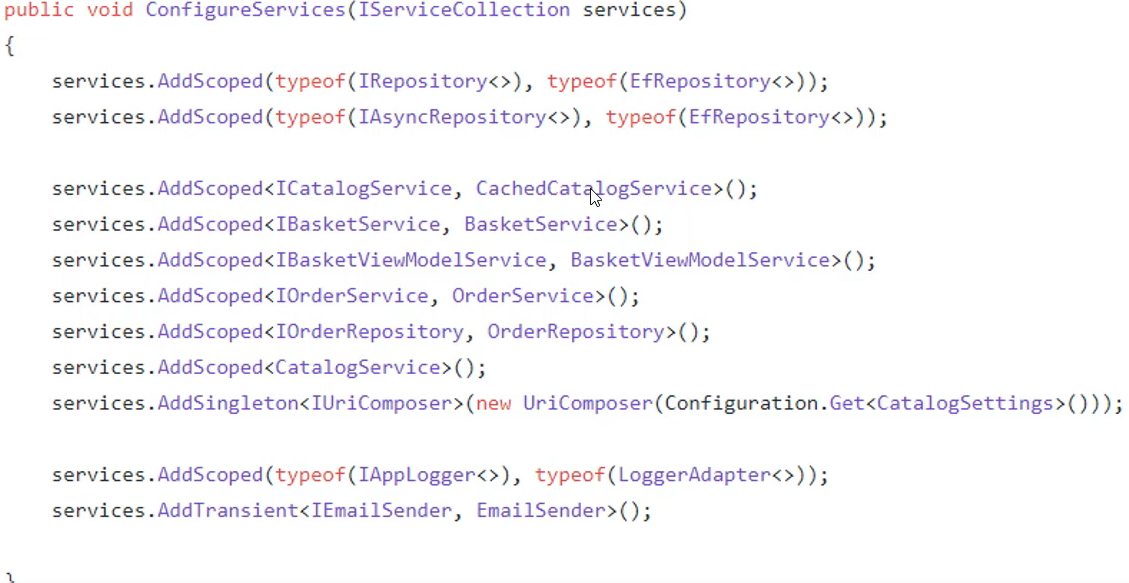 public void ConfigureServices(IServiceCollection services)
{
services.AddScoped(typeof(IRepository<>), typeof(EfRepository<>));
services.AddScoped(typeof(IAsyncRepository<>), typeof(EfRepository<>));
services.AddScoped<ICatalogService, CachedCatalogService>();
services.AddScoped<IBasketService, BasketService>();
services.AddScoped<IBasketViewModelService, BasketViewModelService>();
services.AddScoped<IOrderService, OrderService>();
services.AddScoped<IOrderRepository, OrderRepository>();
services.AddScoped<CatalogService>();
services.AddSingleton<IUriComposer>(new UriComposer(Configuration.Get<CatalogSettings>()));
services.AddScoped(typeof(IAppLogger<>), typeof(LoggerAdapter<>));
services.AddTransient<IEmailSender, EmailSender>();
}